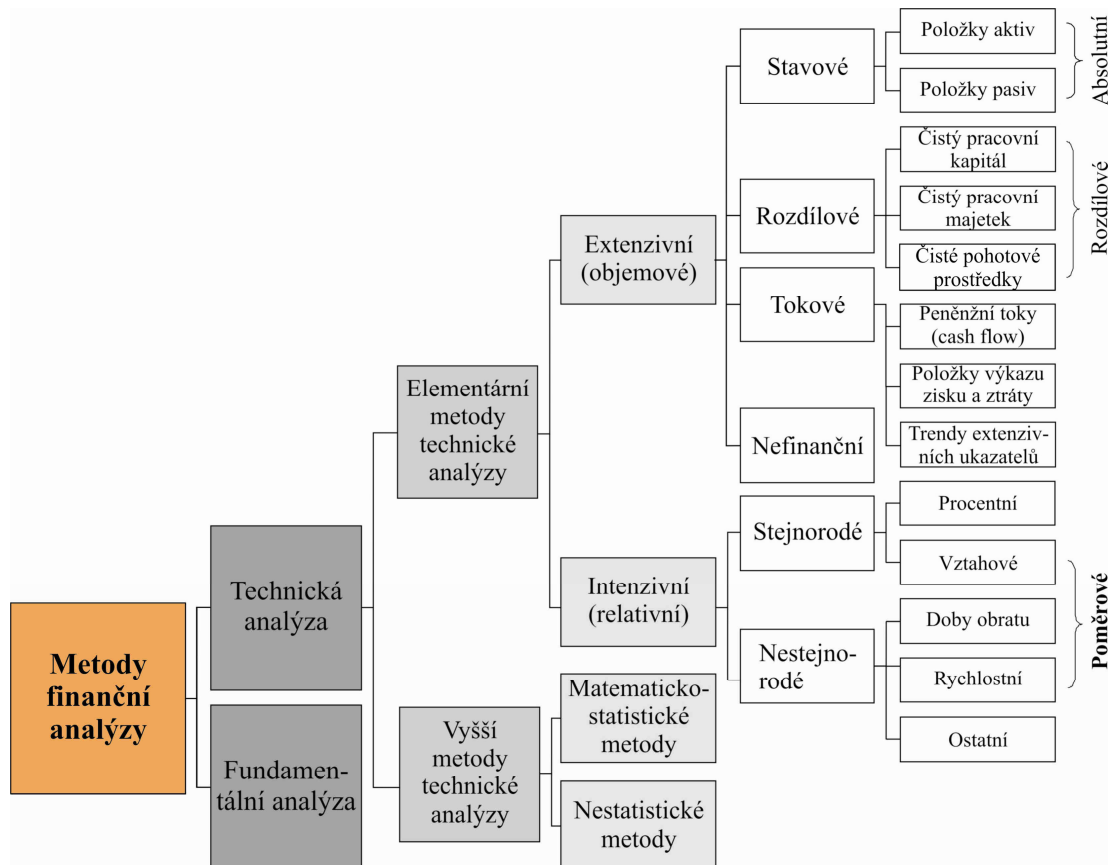 Metody
finanční
analýzy
Technická
analýza
Fundamen-
tální analýza
Elementární
metody
technické
analýzy
Vyšší
metody
technické
analýzy
Extenzivní
(objemové)
Intenzivní
(relativní)
Matematicko-
statistické
metody
Nestatistické
metody
Stavové
Rozdílové
Tokové
Nefinanční
Stejnorodé
Nestejno-
rodé
Položky aktiv
Položky pasiv
Čistý pracovní
kapitál
Čistý pracovní
majetek
Čisté pohotové
prostředky
Peněnžní toky
(cash flow)
Položky výkazu
zisku a ztráty
Trendy extenziv-
ních ukazatelů
Procentní
Vztahové
Doby obratu
Rychlostní
Ostatní
Absolutní
Rozdílové
Poměrové